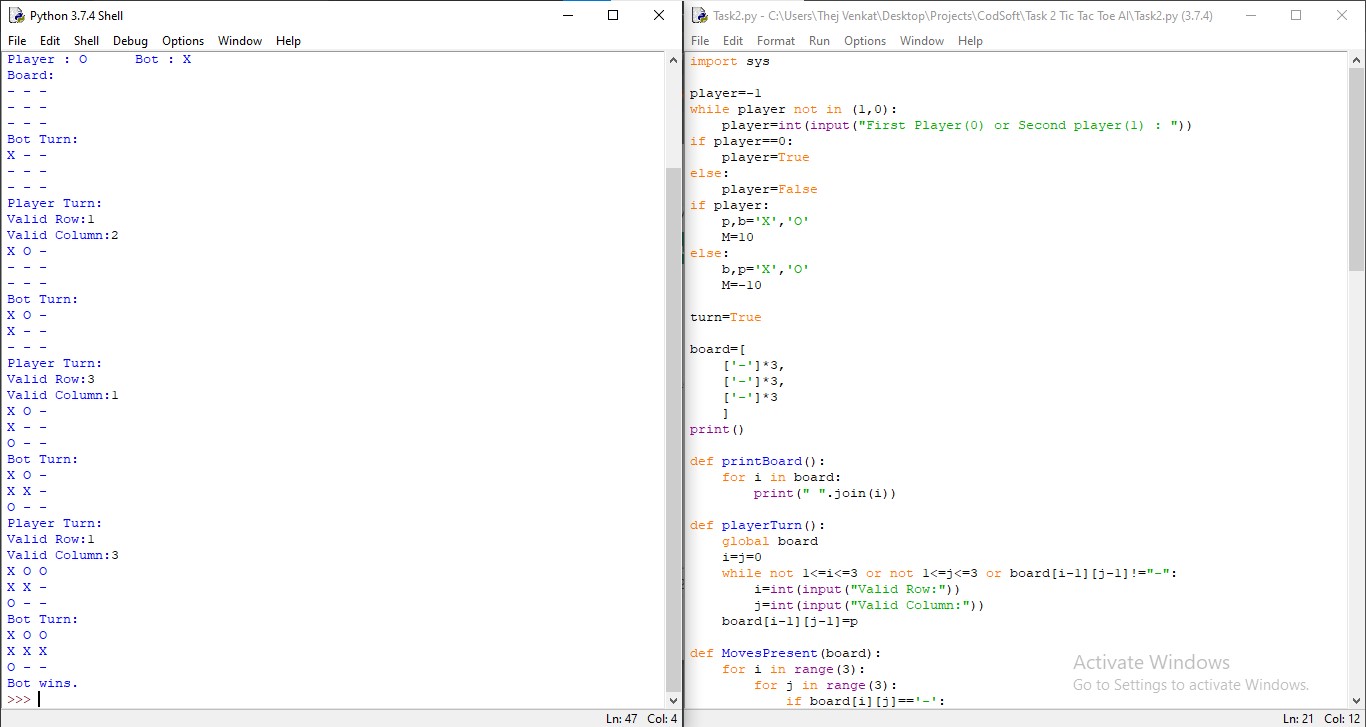 Python 3.7.4 Shell
File Edit Shell Debug Options Window Help
Player : O      Bot : X
Board:
- - -
- - -
- - -
Bot Turn:
X - -
- - -
- - -
Player Turn:
Valid Row:1
Valid Column:2
X O -
- - -
- - -
Bot Turn:
X O -
X - -
- - -
Player Turn:
Valid Row:3
Valid Column:1
X O -
X - -
O - -
Bot Turn:
X O -
X X -
O - -
Player Turn:
Valid Row:1
Valid Column:3
X O O
X X -
O - -
Bot Turn:
X O O
X X X
O - -
Bot wins.
>>>
Ln: 47 Col: 4
Task2.py - C:\Users\Thej Venkat\Desktop\Projects\CodSoft\Task 2 Tic Tac Toe AI\Task2.py (3.7.4)
File Edit Format Run Options Window Help
import sys

player=-1
while player not in (1,0):
    player=int(input("First Player(0) or Second player(1) : "))
if player==0:
    player=True
else:
    player=False
if player:
    p,b='X','O'
    M=10
else:
    b,p='X','O'
    M=-10

turn=True

board=[
    ['-']*3,
    ['-']*3,
    ['-']*3
    ]
print()

def printBoard():
    for i in board:
        print(" ".join(i))

def playerTurn():
    global board
    i=j=0
    while not 1<=i<=3 or not 1<=j<=3 or board[i-1][j-1]!="-":
        i=int(input("Valid Row:"))
        j=int(input("Valid Column:"))
    board[i-1][j-1]=p

def MovesPresent(board):
    for i in range(3):
        for j in range(3):
            if board[i][j]=='-':
Activate Windows
Go to Settings to activate Windows.
Ln: 21 Col: 12